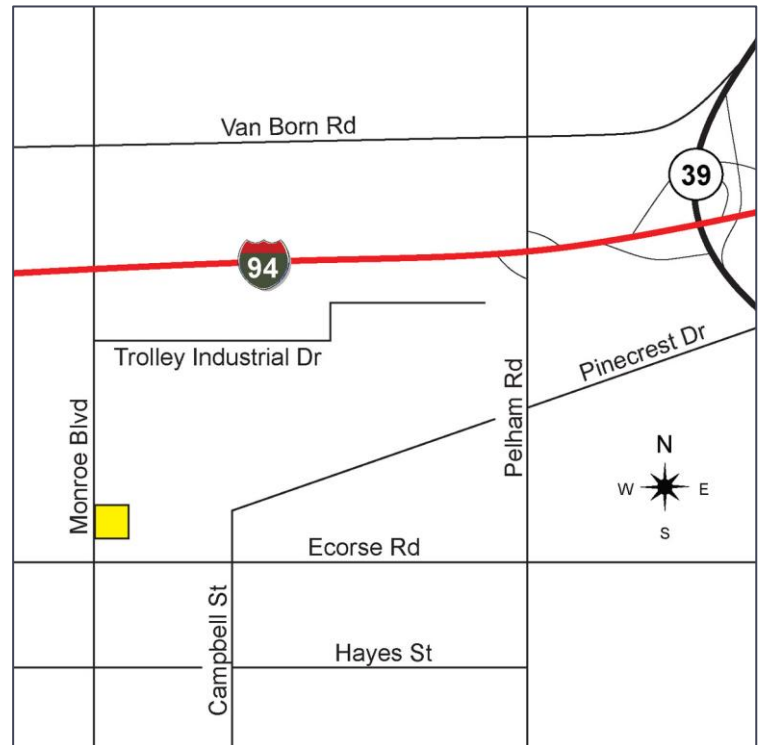 Van Born Rd
39
94
Trolley Industrial Dr
Pinecrest Dr
Monroe Blvd
Pelham Rd
N
W E
S
Ecorse Rd
Campbell St
Hayes St